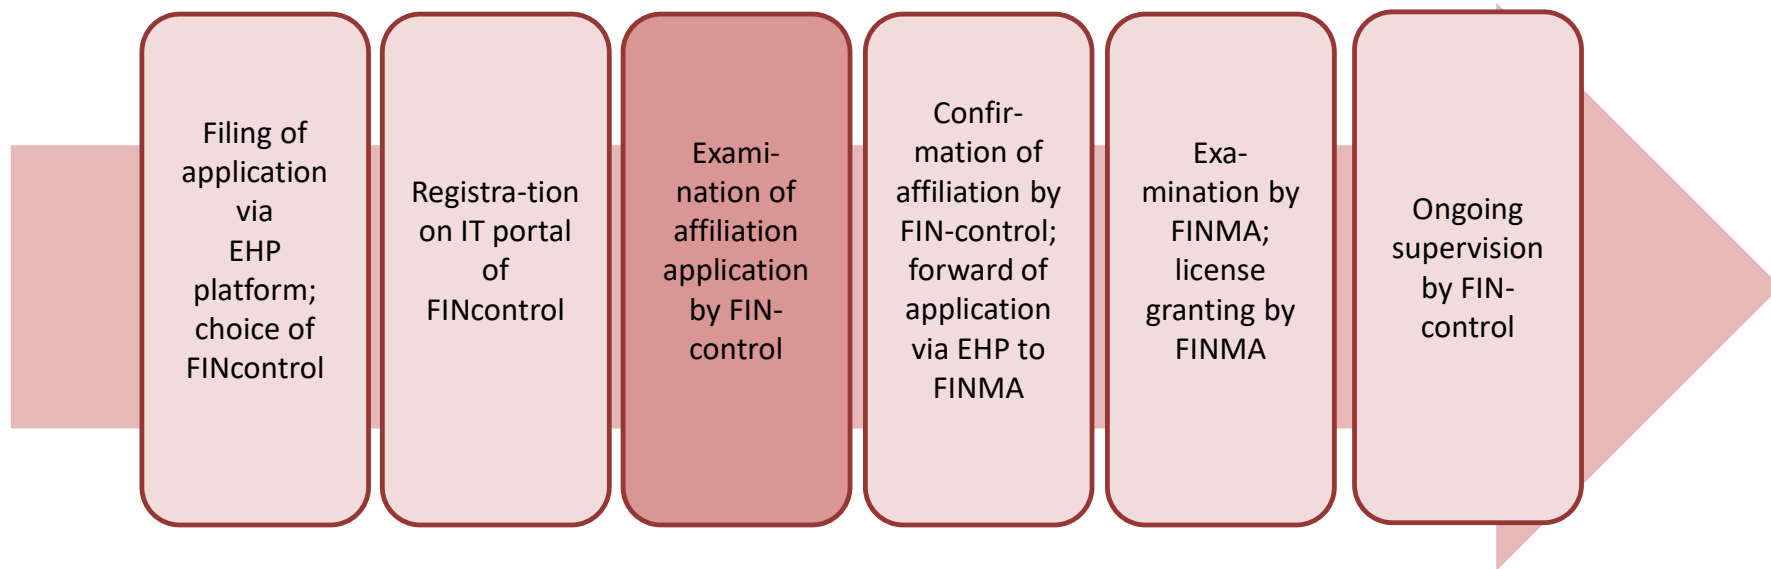 Filing of
application
via
EHP
platform;
choice of
FINcontrol
Registra-tion
on IT portal
of
FINcontrol
Exami-
nation of
affiliation
application
by FIN-
control
Confir-
mation of
affiliation by
FIN-control;
forward of
application
via EHP to
FINMA
Exa-
mination by
FINMA;
license
granting by
FINMA
Ongoing
supervision
by FIN-
control